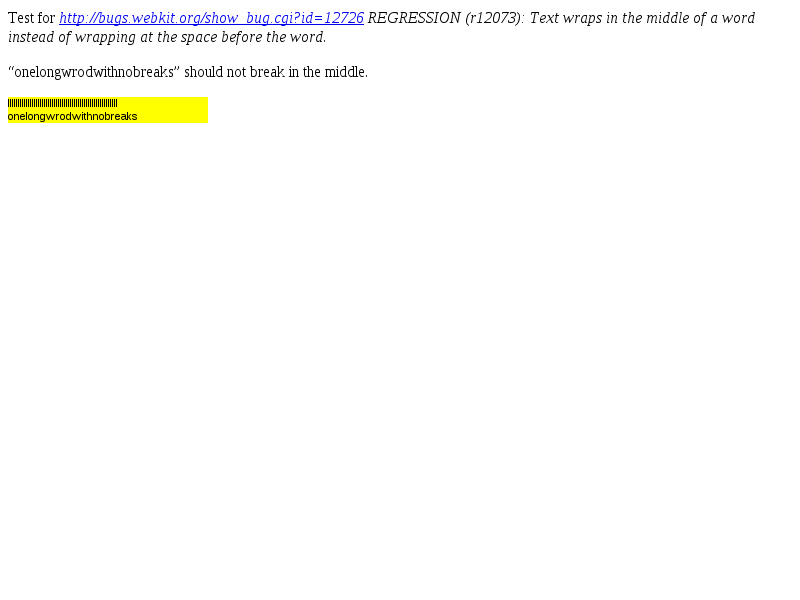 Test for http://bugs.webkit.org/show_bug.cgi?id=12726 REGRESSION (r12073): Text wraps in the middle of a word
instead of wrapping at the space before the word.
“onelongwrodwithnobreaks” should not break in the middle.
onelongwrodwithnobreaks